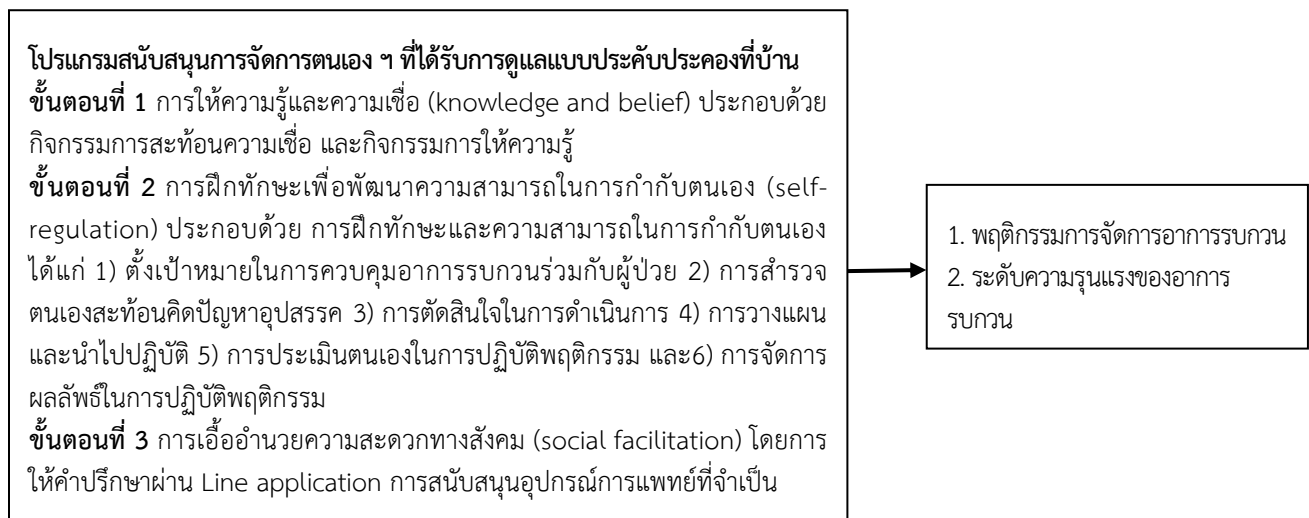 โปรแกรมสนับสนุนการจัดการตนเอง ฯ ที่ได้รับการดูแลแบบประคับประคองที่บ้าน
ขั้นตอนที่ 1 การให้ความรู้และความเชื่อ (knowledge and belief) ประกอบด้วย
กิจกรรมการสะท้อนความเชื่อ และกิจกรรมการให้ความรู้
ขั้นตอนที่ 2 การฝึกทักษะเพื่อพัฒนาความสามารถในการกำกับตนเอง (self-
regulation) ประกอบด้วย การฝึกทักษะและความสามารถในการกำกับตนเอง
ได้แก่ 1) ตั้งเป้าหมายในการควบคุมอาการรบกวนร่วมกับผู้ป่วย 2) การสำรวจ
ตนเองสะท้อนคิดปัญหาอุปสรรค 3) การตัดสินใจในการดำเนินการ 4) การวางแผน
และนำไปปฏิบัติ 5) การประเมินตนเองในการปฏิบัติพฤติกรรม และ6) การจัดการ
ผลลัพธ์ในการปฏิบัติพฤติกรรม
ขั้นตอนที่ 3 การเอื้ออำนวยความสะดวกทางสังคม (social facilitation) โดยการ
ให้คำปรึกษาผ่าน Line application การสนับสนุนอุปกรณ์การแพทย์ที่จำเป็น
1. พฤติกรรมการจัดการอาการรบกวน
2. ระดับความรุนแรงของอาการ
รบกวน